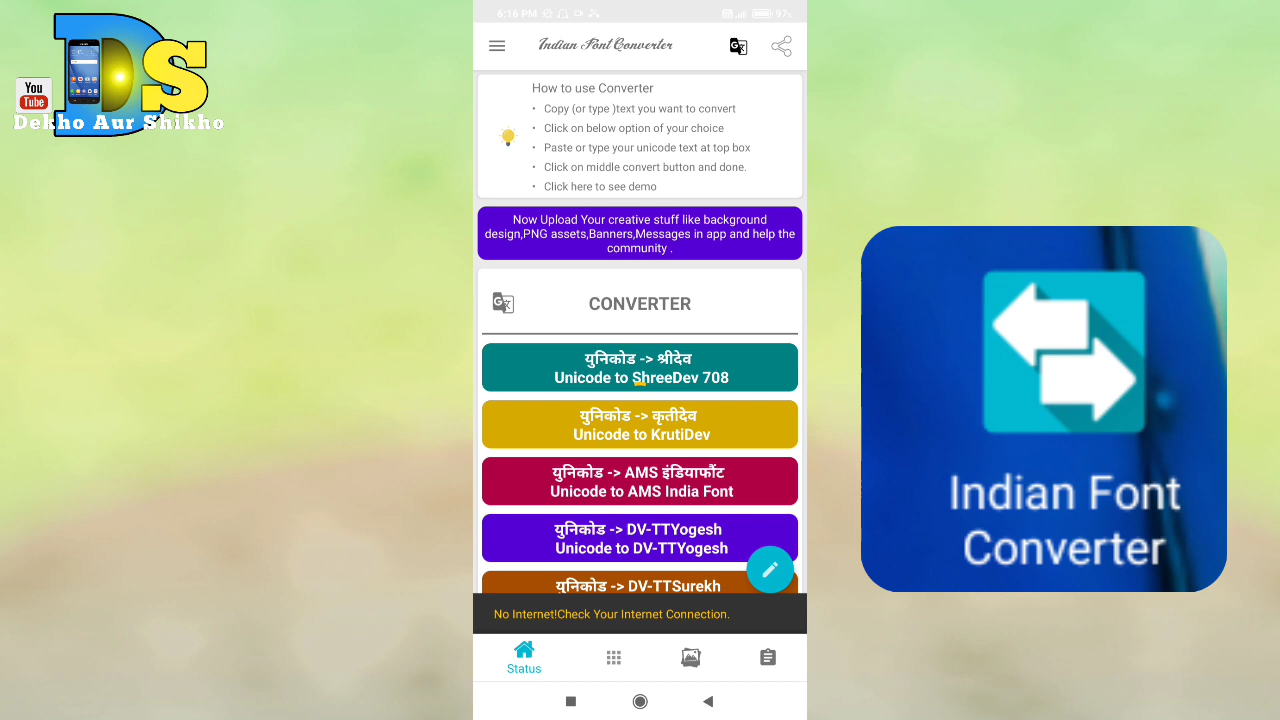 You
Tube
DS
Dekho Aur Shikho
6:16 PM
97%
Indian Font Converter
How to use Converter
• Copy (or type )text you want to convert
• Click on below option of your choice
• Paste or type your unicode text at top box
• Click on middle convert button and done.
• Click here to see demo
Now Upload Your creative stuff like background
design,PNG assets,Banners,Messages in app and help the
community .
CONVERTER
युनिकोड -> श्रीदेव
Unicode to ShreeDev 708
युनिकोड -> कृतीदेव
Unicode to KrutiDev
युनिकोड -> AMS इंडियाफौंट
Unicode to AMS India Font
युनिकोड -> DV-TTYogesh
Unicode to DV-TTYogesh
युनिकोड -> DV-TTSurekh
No Internet!Check Your Internet Connection.
Status
Indian Font
Converter